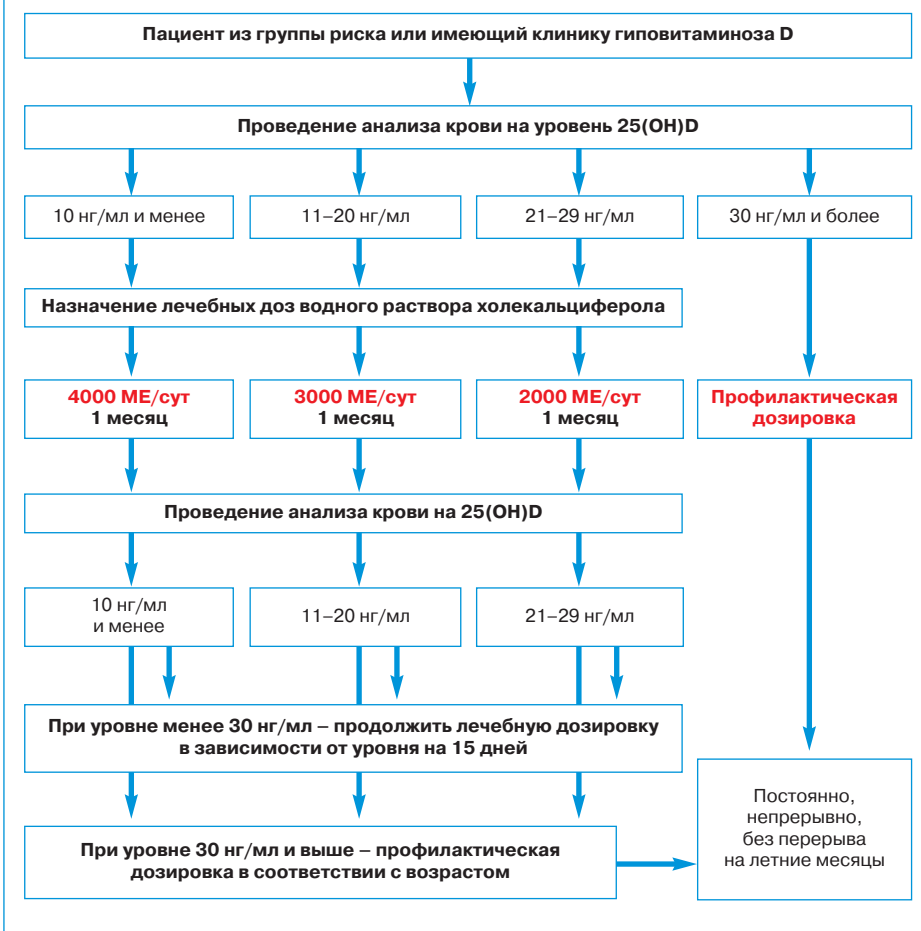 Пациент из группы риска или имеющий клинику гиповитаминоза D
Проведение анализа крови на уровень 25(ОН)D
10 нг/мл и менее
11–20 нг/мл
21–29 нг/мл
30 нг/мл и более
Назначение лечебных доз водного раствора холекальциферола
4000 МЕ/сут
1 месяц
3000 МЕ/сут
1 месяц
2000 МЕ/сут
1 месяц
Профилактическая
дозировка
Проведение анализа крови на 25(ОН)D
10 нг/мл
и менее
11–20 нг/мл
21–29 нг/мл
При уровне менее 30 нг/мл – продолжить лечебную дозировку
в зависимости от уровня на 15 дней
При уровне 30 нг/мл и выше – профилактическая
дозировка в соответствии с возрастом
Постоянно,
непрерывно,
без перерыва
на летние месяцы